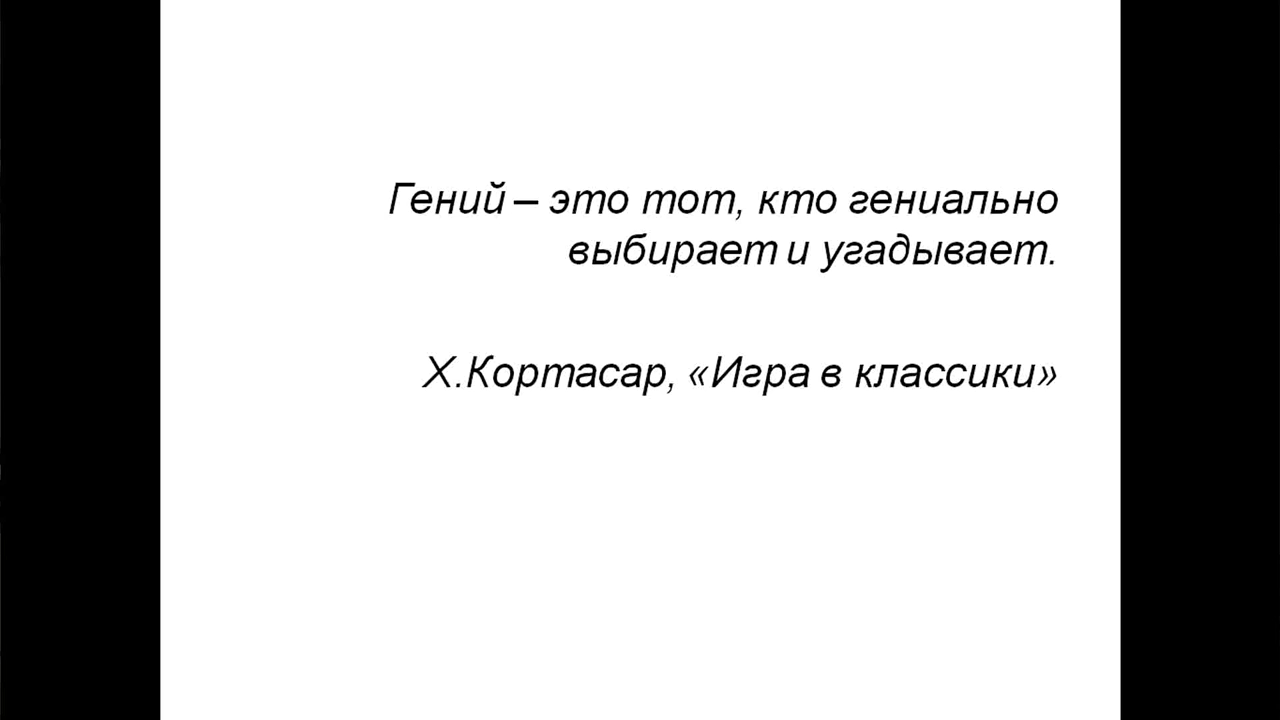 Гений – это тот, кто гениально
выбирает и угадывает.
Х.Кортасар, «Игра в классики»